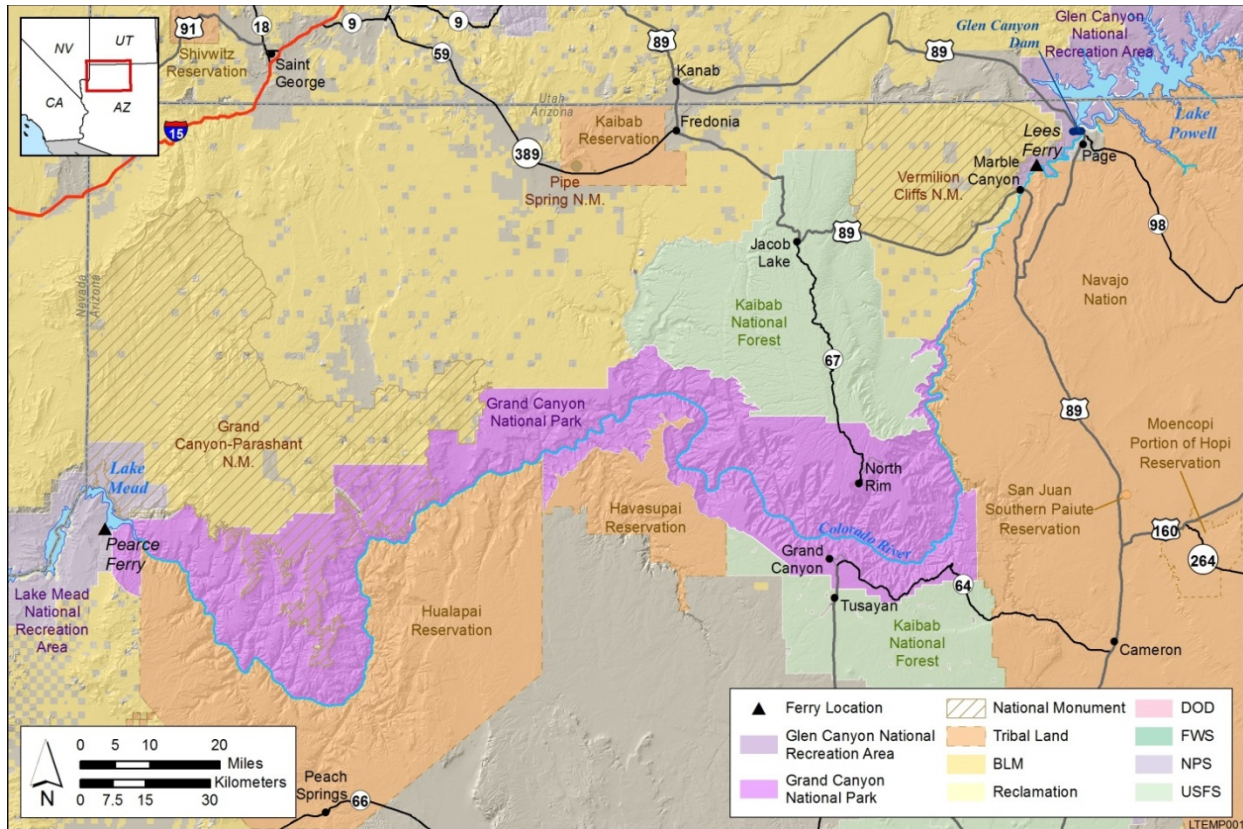 NV
UT
CA
AZ
91
18
9
9
Shivwitz
Reservation
Saint
George
59
15
89
Kanab
Utah
Arizona
Fredonia
Kaibab
Reservation
389
Pipe
Spring N.M.
89
Glen Canyon
Dam
Glen Canyon
National
Recreation Area
Lake
Powell
Lees
Ferry
Page
Marble
Canyon
Vermilion
Cliffs N.M.
98
Jacob
Lake
89
Kaibab
National
Forest
67
Navajo
Nation
89
Nevada
Arizona
Grand
Canyon-Parashant
N.M.
Grand Canyon
National Park
North
Rim
Moencopi
Portion of Hopi
Reservation
San Juan
Southern Paiute
Reservation
160
264
Lake
Mead
Pearce
Ferry
Lake Mead
National
Recreation
Area
Hualapai
Reservation
Havasupai
Reservation
Colorado River
Grand
Canyon
Tusayan
64
Kaibab
National
Forest
Cameron
Peach
Springs
66
N
0 5 10 20
Miles
Kilometers
0 7.5 15 30
Ferry Location
Glen Canyon National
Recreation Area
Grand Canyon
National Park
National Monument
Tribal Land
BLM
Reclamation
DOD
FWS
NPS
USFS
LTEMP001